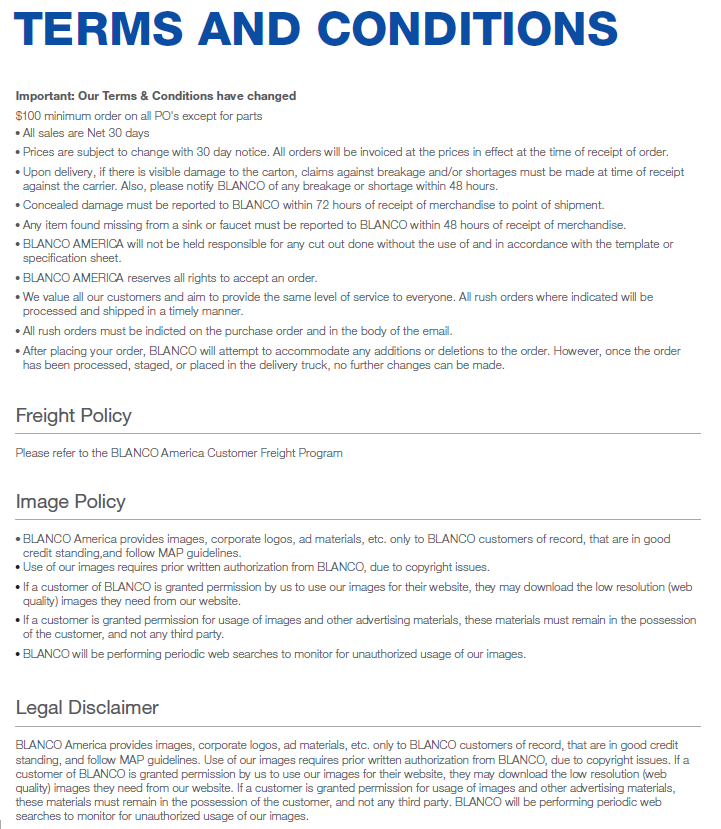 TERMS AND CONDITIONS
Important: Our Terms & Conditions have changed
$100 minimum order on all PO's except for parts
• All sales are Net 30 days
• Prices are subject to change with 30 day notice. All orders will be invoiced at the prices in effect at the time of receipt of order.
• Upon delivery, if there is visible damage to the carton, claims against breakage and/or shortages must be made at time of receipt
against the carrier. Also, please notify BLANCO of any breakage or shortage within 48 hours.
• Concealed damage must be reported to BLANCO within 72 hours of receipt of merchandise to point of shipment.
• Any item found missing from a sink or faucet must be reported to BLANCO within 48 hours of receipt of merchandise.
• BLANCO AMERICA will not be held responsible for any cut out done without the use of and in accordance with the template or
specification sheet.
• BLANCO AMERICA reserves all rights to accept an order.
• We value all our customers and aim to provide the same level of service to everyone. All rush orders where indicated will be
processed and shipped in a timely manner.
• All rush orders must be indicted on the purchase order and in the body of the email.
• After placing your order, BLANCO will attempt to accommodate any additions or deletions to the order. However, once the order
has been processed, staged, or placed in the delivery truck, no further changes can be made.
Freight Policy
Please refer to the BLANCO America Customer Freight Program
Image Policy
• BLANCO America provides images, corporate logos, ad materials, etc. only to BLANCO customers of record, that are in good
credit standing,and follow MAP guidelines.
• Use of our images requires prior written authorization from BLANCO, due to copyright issues.
• If a customer of BLANCO is granted permission by us to use our images for their website, they may download the low resolution (web
quality) images they need from our website.
• If a customer is granted permission for usage of images and other advertising materials, these materials must remain in the possession
of the customer, and not any third party.
• BLANCO will be performing periodic web searches to monitor for unauthorized usage of our images.
Legal Disclaimer
BLANCO America provides images, corporate logos, ad materials, etc. only to BLANCO customers of record, that are in good credit
standing, and follow MAP guidelines. Use of our images requires prior written authorization from BLANCO, due to copyright issues. If a
customer of BLANCO is granted permission by us to use our images for their website, they may download the low resolution (web
quality) images they need from our website. If a customer is granted permission for usage of images and other advertising materials,
these materials must remain in the possession of the customer, and not any third party. BLANCO will be performing periodic web
searches to monitor for unauthorized usage of our images.